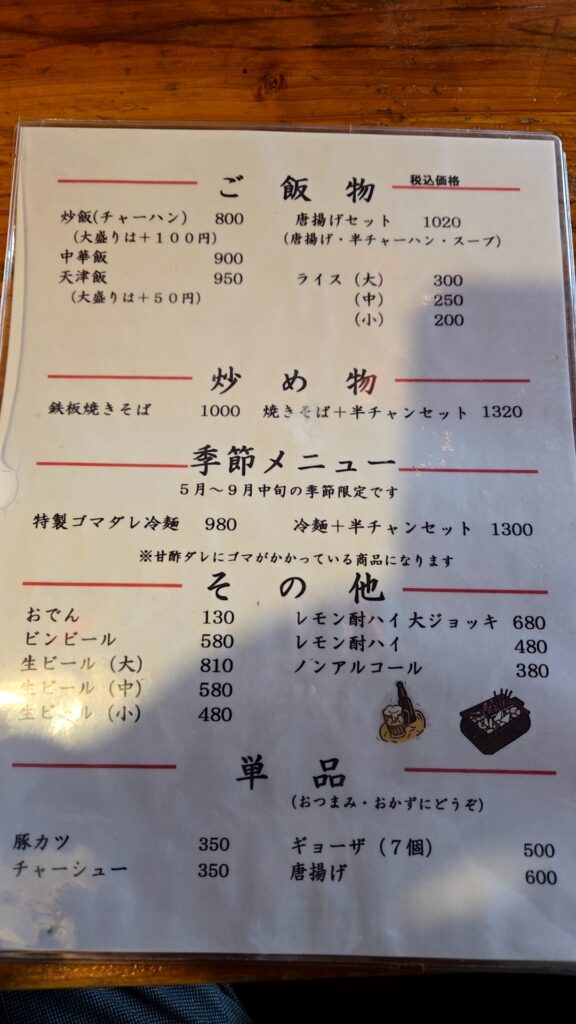 ご飯物 税込価格
炒飯(チャーハン) 800 唐揚げセット 1020
(大盛りは＋１００円) (唐揚げ・半チャーハン・スープ)
中華飯 900
天津飯 950 ライス (大) 300
(大盛りは＋５０円) (中) 250
(小) 200
炒め物
鉄板焼きそば 1000 焼きそば＋半チャンセット 1320
季節メニュー
５月～９月中旬の季節限定です
特製ゴマダレ冷麺 980 冷麺＋半チャンセット 1300
※甘酢ダレにゴマがかかっている商品になります
その他
おでん 130 レモン酎ハイ大ジョッキ 680
ビンビール 580 レモン酎ハイ 480
生ビール (大) 810 ノンアルコール 380
生ビール (中) 580
生ビール (小) 480
単品
(おつまみ・おかずにどうぞ)
豚カツ 350 ギョーザ (７個) 500
チャーシュー 350 唐揚げ 600